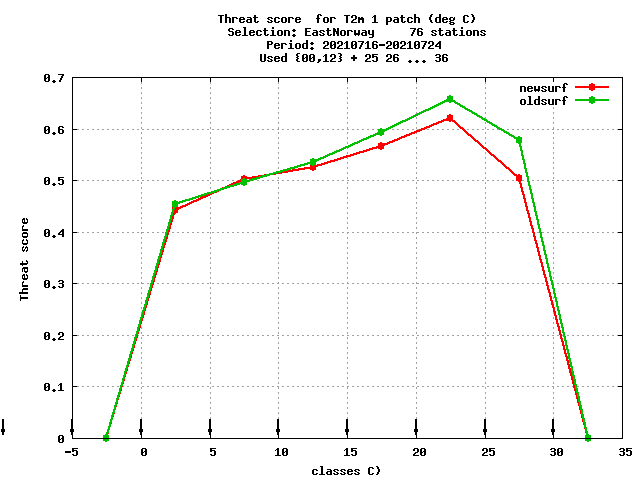 Threat score  for T2m 1 patch (deg C)
Selection: EastNorway     76 stations
Period: 20210716-20210724
Used {00,12} + 25 26 ... 36
newsurf
oldsurf
Threat score
0.7
0.6
0.5
0.4
0.3
0.2
0.1
0
-5 0 5 10 15 20 25 30 35
classes C)